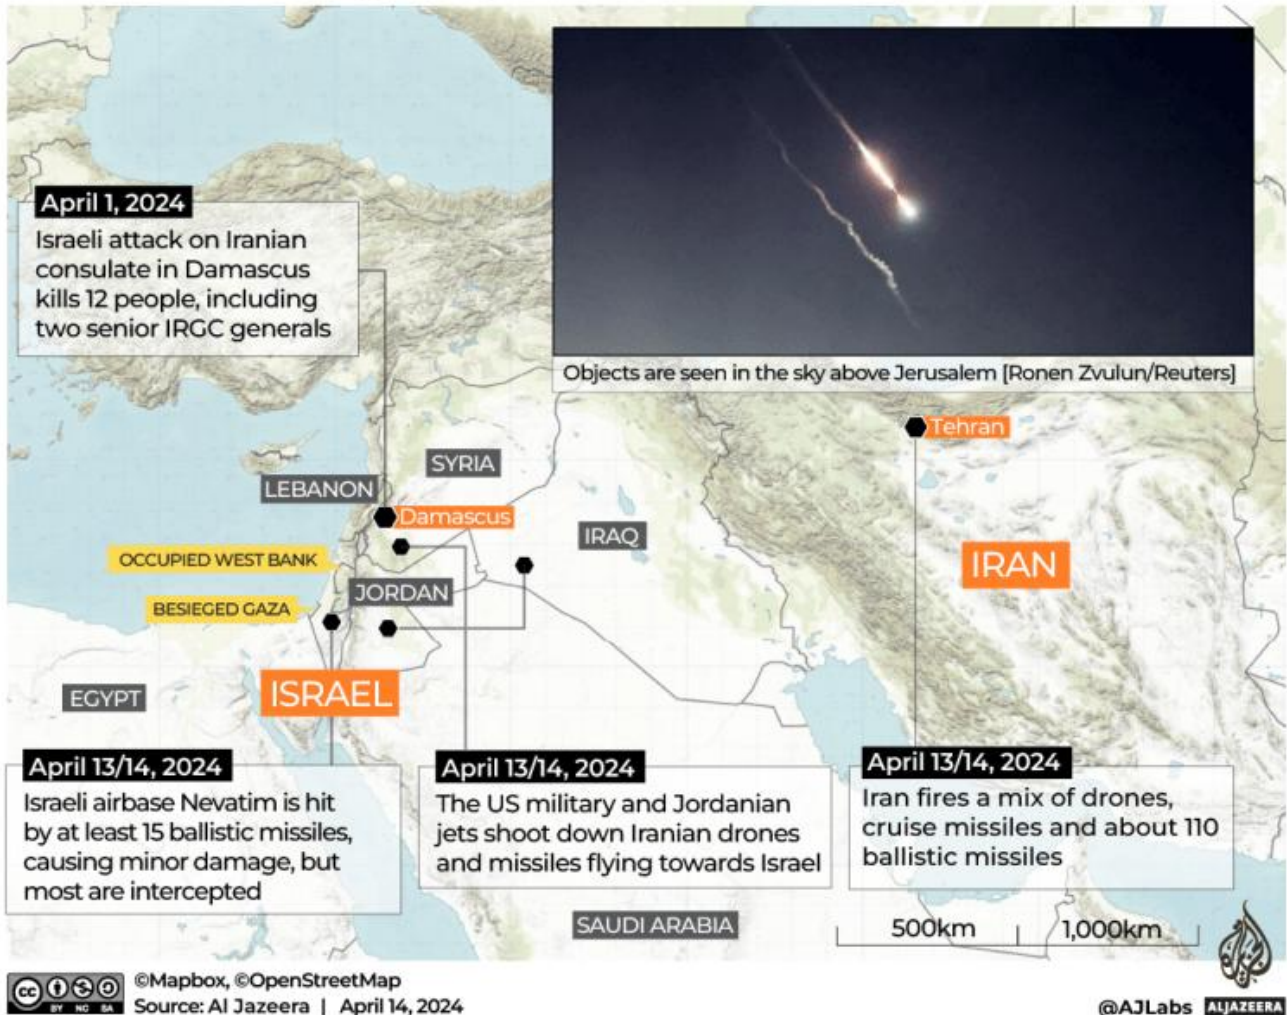 Objects are seen in the sky above Jerusalem [Ronen Zvulun/Reuters]
April 1, 2024
Israeli attack on Iranian
consulate in Damascus
kills 12 people, including
two senior IRGC generals
Tehran
SYRIA
LEBANON
Damascus
IRAQ
OCCUPIED WEST BANK
IRAN
JORDAN
BESIEGED GAZA
ISRAEL
EGYPT
April 13/14, 2024
Israeli airbase Nevatim is hit
by at least 15 ballistic missiles,
causing minor damage, but
most are intercepted
April 13/14, 2024
The US military and Jordanian
jets shoot down Iranian drones
and missiles flying towards Israel
April 13/14, 2024
Iran fires a mix of drones,
cruise missiles and about 110
ballistic missiles
SAUDI ARABIA
500km
1,000km
cc
BY NC SA
©Mapbox, ©OpenStreetMap
Source: Al Jazeera | April 14, 2024
@AJLabs
ALJAZEERA